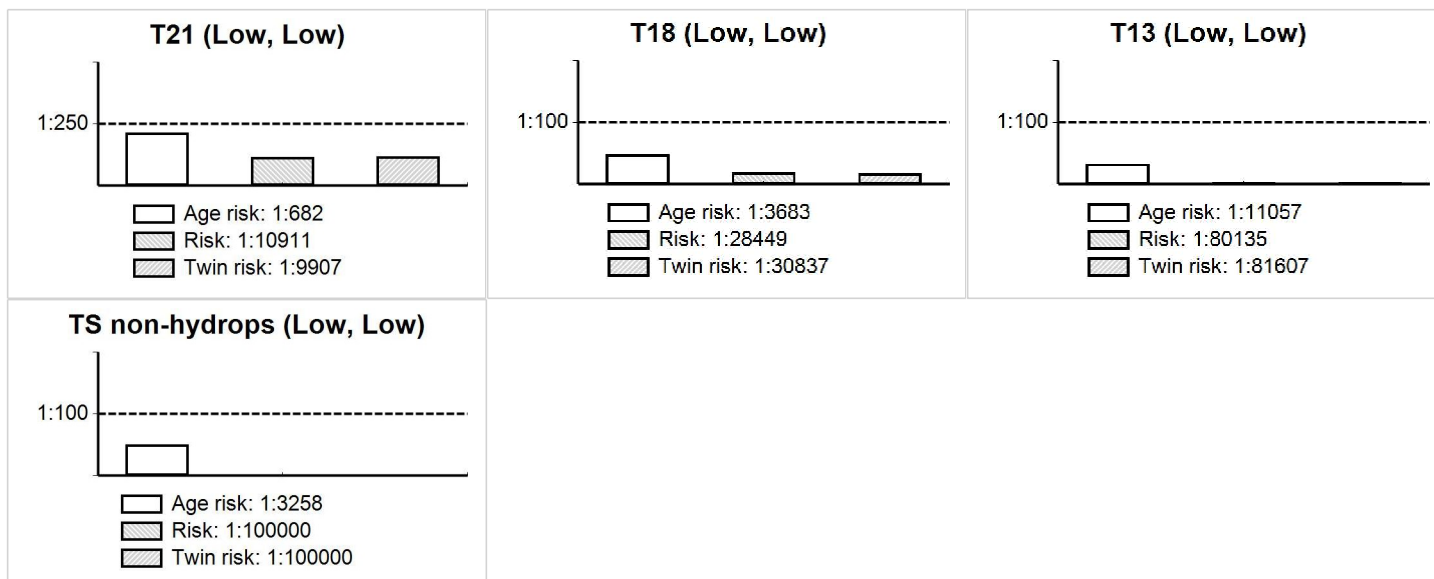 T21 (Low, Low)
1:250
Age risk: 1:682
Risk: 1:10911
Twin risk: 1:9907
T18 (Low, Low)
1:100
Age risk: 1:3683
Risk: 1:28449
Twin risk: 1:30837
T13 (Low, Low)
1:100
Age risk: 1:11057
Risk: 1:80135
Twin risk: 1:81607
TS non-hydrops (Low, Low)
1:100
Age risk: 1:3258
Risk: 1:100000
Twin risk: 1:100000